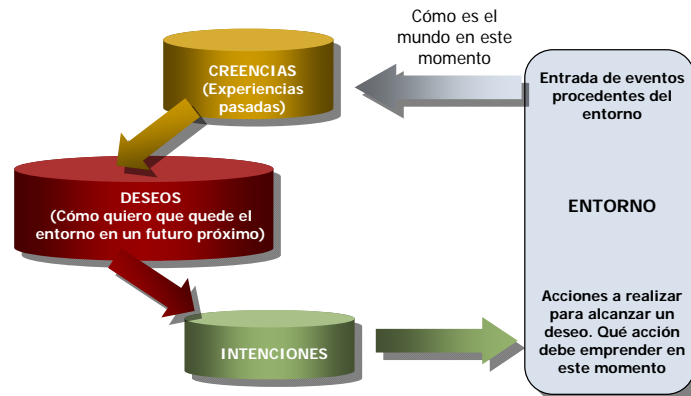 Cómo es el
mundo en este
momento
CREENCIAS
(Experiencias
pasadas)
Entrada de eventos
procedentes del
entorno
DESEOS
(Cómo quiero que quede el
entorno en un futuro próximo)
ENTORNO
Acciones a realizar
para alcanzar un
deseo. Qué acción
debe emprender en
este momento
INTENCIONES